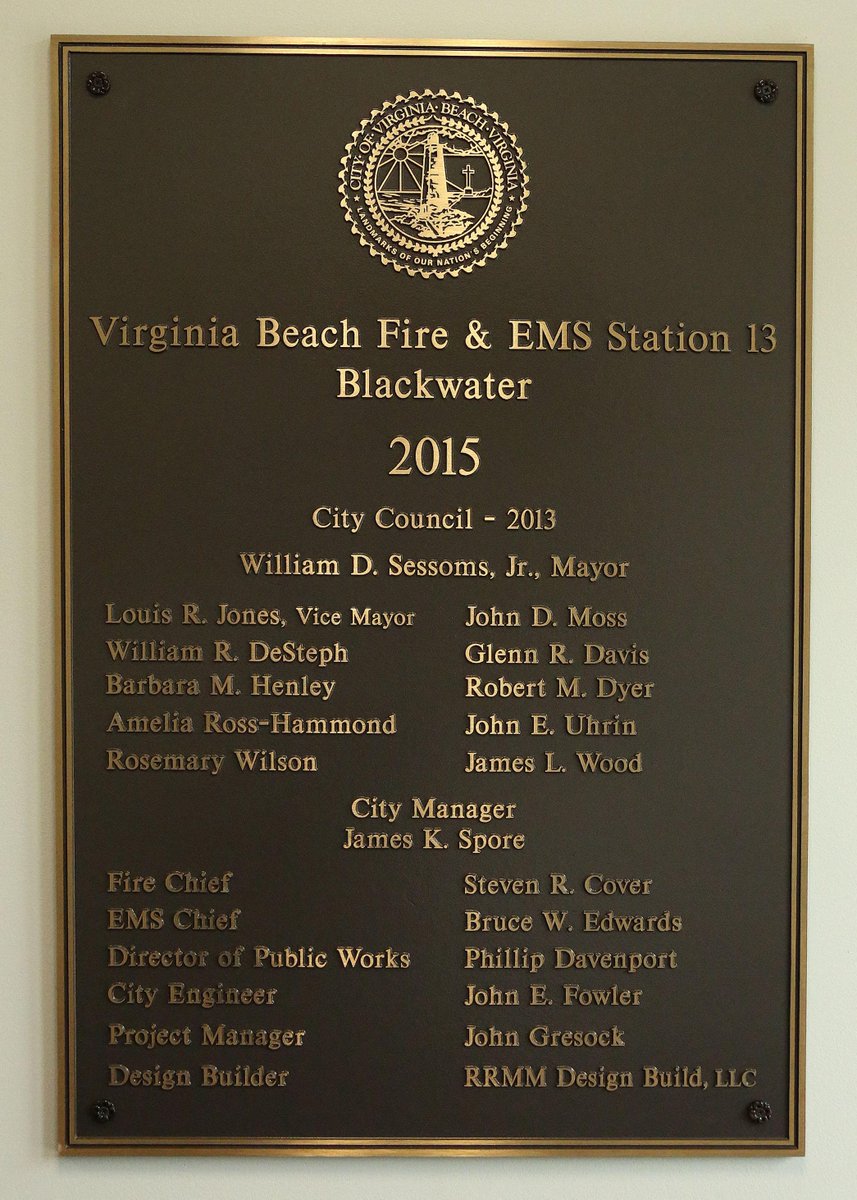 CITY·OF·VIRGINIA·BEACH·VIRGINIA
LANDMARKS OF OUR NATION'S BEGINNING
Virginia Beach Fire & EMS Station 13
Blackwater
2015
City Council - 2013
William D. Sessoms, Jr., Mayor
Louis R. Jones, Vice Mayor John D. Moss
William R. DeSteph Glenn R. Davis
Barbara M. Henley Robert M. Dyer
Amelia Ross-Hammond John E. Uhrin
Rosemary Wilson James L. Wood
City Manager
James K. Spore
Fire Chief Steven R. Cover
EMS Chief Bruce W. Edwards
Director of Public Works Phillip Davenport
City Engineer John E. Fowler
Project Manager John Gresock
Design Builder RRMM Design Build, LLC